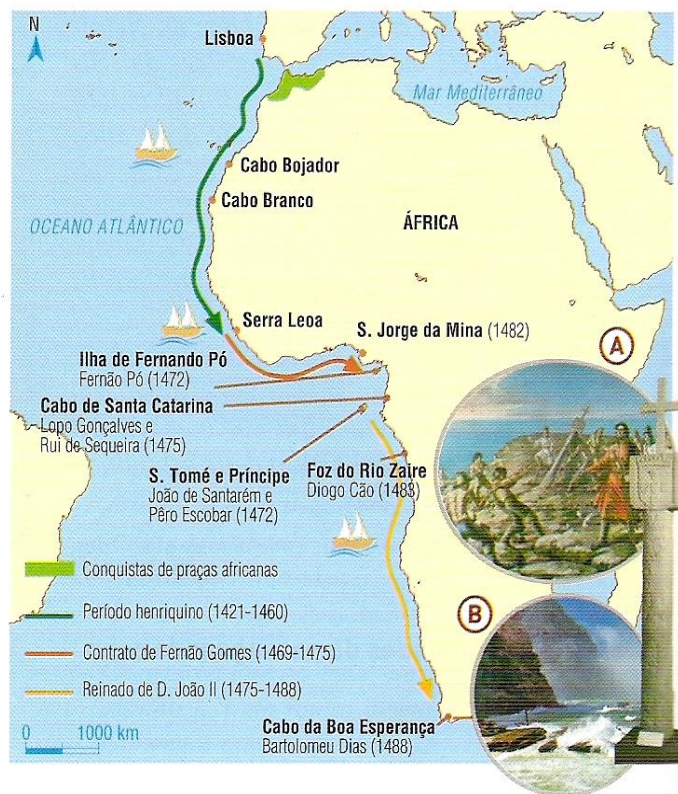 N
Lisboa
Mar Mediterrâneo
Cabo Bojador
Cabo Branco
OCEANO ATLÂNTICO
ÁFRICA
Serra Leoa
S. Jorge da Mina (1482)
A
Ilha de Fernando Pó
Fernão Pó (1472)
Cabo de Santa Catarina
Lopo Gonçalves e
Rui de Sequeira
(1475)
S. Tomé e Príncipe
João de Santarém e
Pêro Escobar (1472)
Foz do Rio Zaire
Diogo Cão (1483)
Conquistas de praças africanas
Período henriquino (1421-1460)
B
Contrato de Fernão Gomes (1469-1475)
Reinado de D. João II (1475-1488)
0 1000 km
Cabo da Boa Esperança
Bartolomeu Dias (1488)